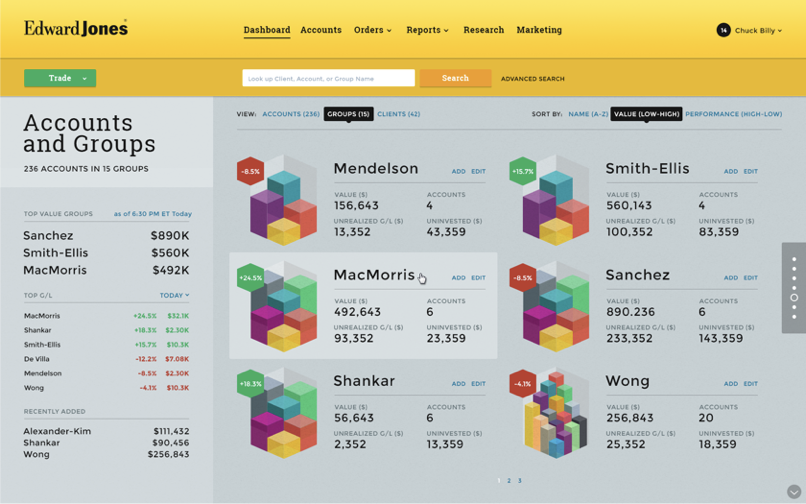 Edward Jones
Dashboard Accounts Orders Reports Research Marketing
14 Chuck Billy
Trade
Look up Client, Account, or Group Name
Search
ADVANCED SEARCH
Accounts
and Groups
236 ACCOUNTS IN 15 GROUPS
TOP VALUE GROUPS as of 6:30 PM ET Today
Sanchez $890K
Smith-Ellis $560K
MacMorris $492K
TOP G/L TODAY
MacMorris +24.5% $52.1K
Shankar +18.3% $2.30K
Smith-Ellis +15.7% $10.3K
De Villa -12.2% $7.08K
Mendelson -8.5% $2.30K
Wong -4.1% $10.3K
RECENTLY ADDED
Alexander-Kim $111,432
Shankar $90,456
Wong $256,843
VIEW: ACCOUNTS (236) GROUPS (15) CLIENTS (42)
SORT BY: NAME (A-Z) VALUE (LOW-HIGH) PERFORMANCE (HIGH-LOW)
-8.5%
Mendelson ADD EDIT
VALUE ($) ACCOUNTS
156,643 4
UNREALIZED G/L ($) UNINVESTED ($)
13,352 43,359
+15.7%
Smith-Ellis ADD EDIT
VALUE ($) ACCOUNTS
560,143 4
UNREALIZED G/L ($) UNINVESTED ($)
100,352 83,359
+24.5%
MacMorris ADD EDIT
VALUE ($) ACCOUNTS
492,643 6
UNREALIZED G/L ($) UNINVESTED ($)
93,352 23,359
-8.5%
Sanchez ADD EDIT
VALUE ($) ACCOUNTS
890.236 6
UNREALIZED G/L ($) UNINVESTED ($)
233,352 143,359
+18.3%
Shankar ADD EDIT
VALUE ($) ACCOUNTS
56,643 6
UNREALIZED G/L ($) UNINVESTED ($)
2,352 13,359
-4.1%
Wong ADD EDIT
VALUE ($) ACCOUNTS
256,843 20
UNREALIZED G/L ($) UNINVESTED ($)
25,352 18,359
1 2 3